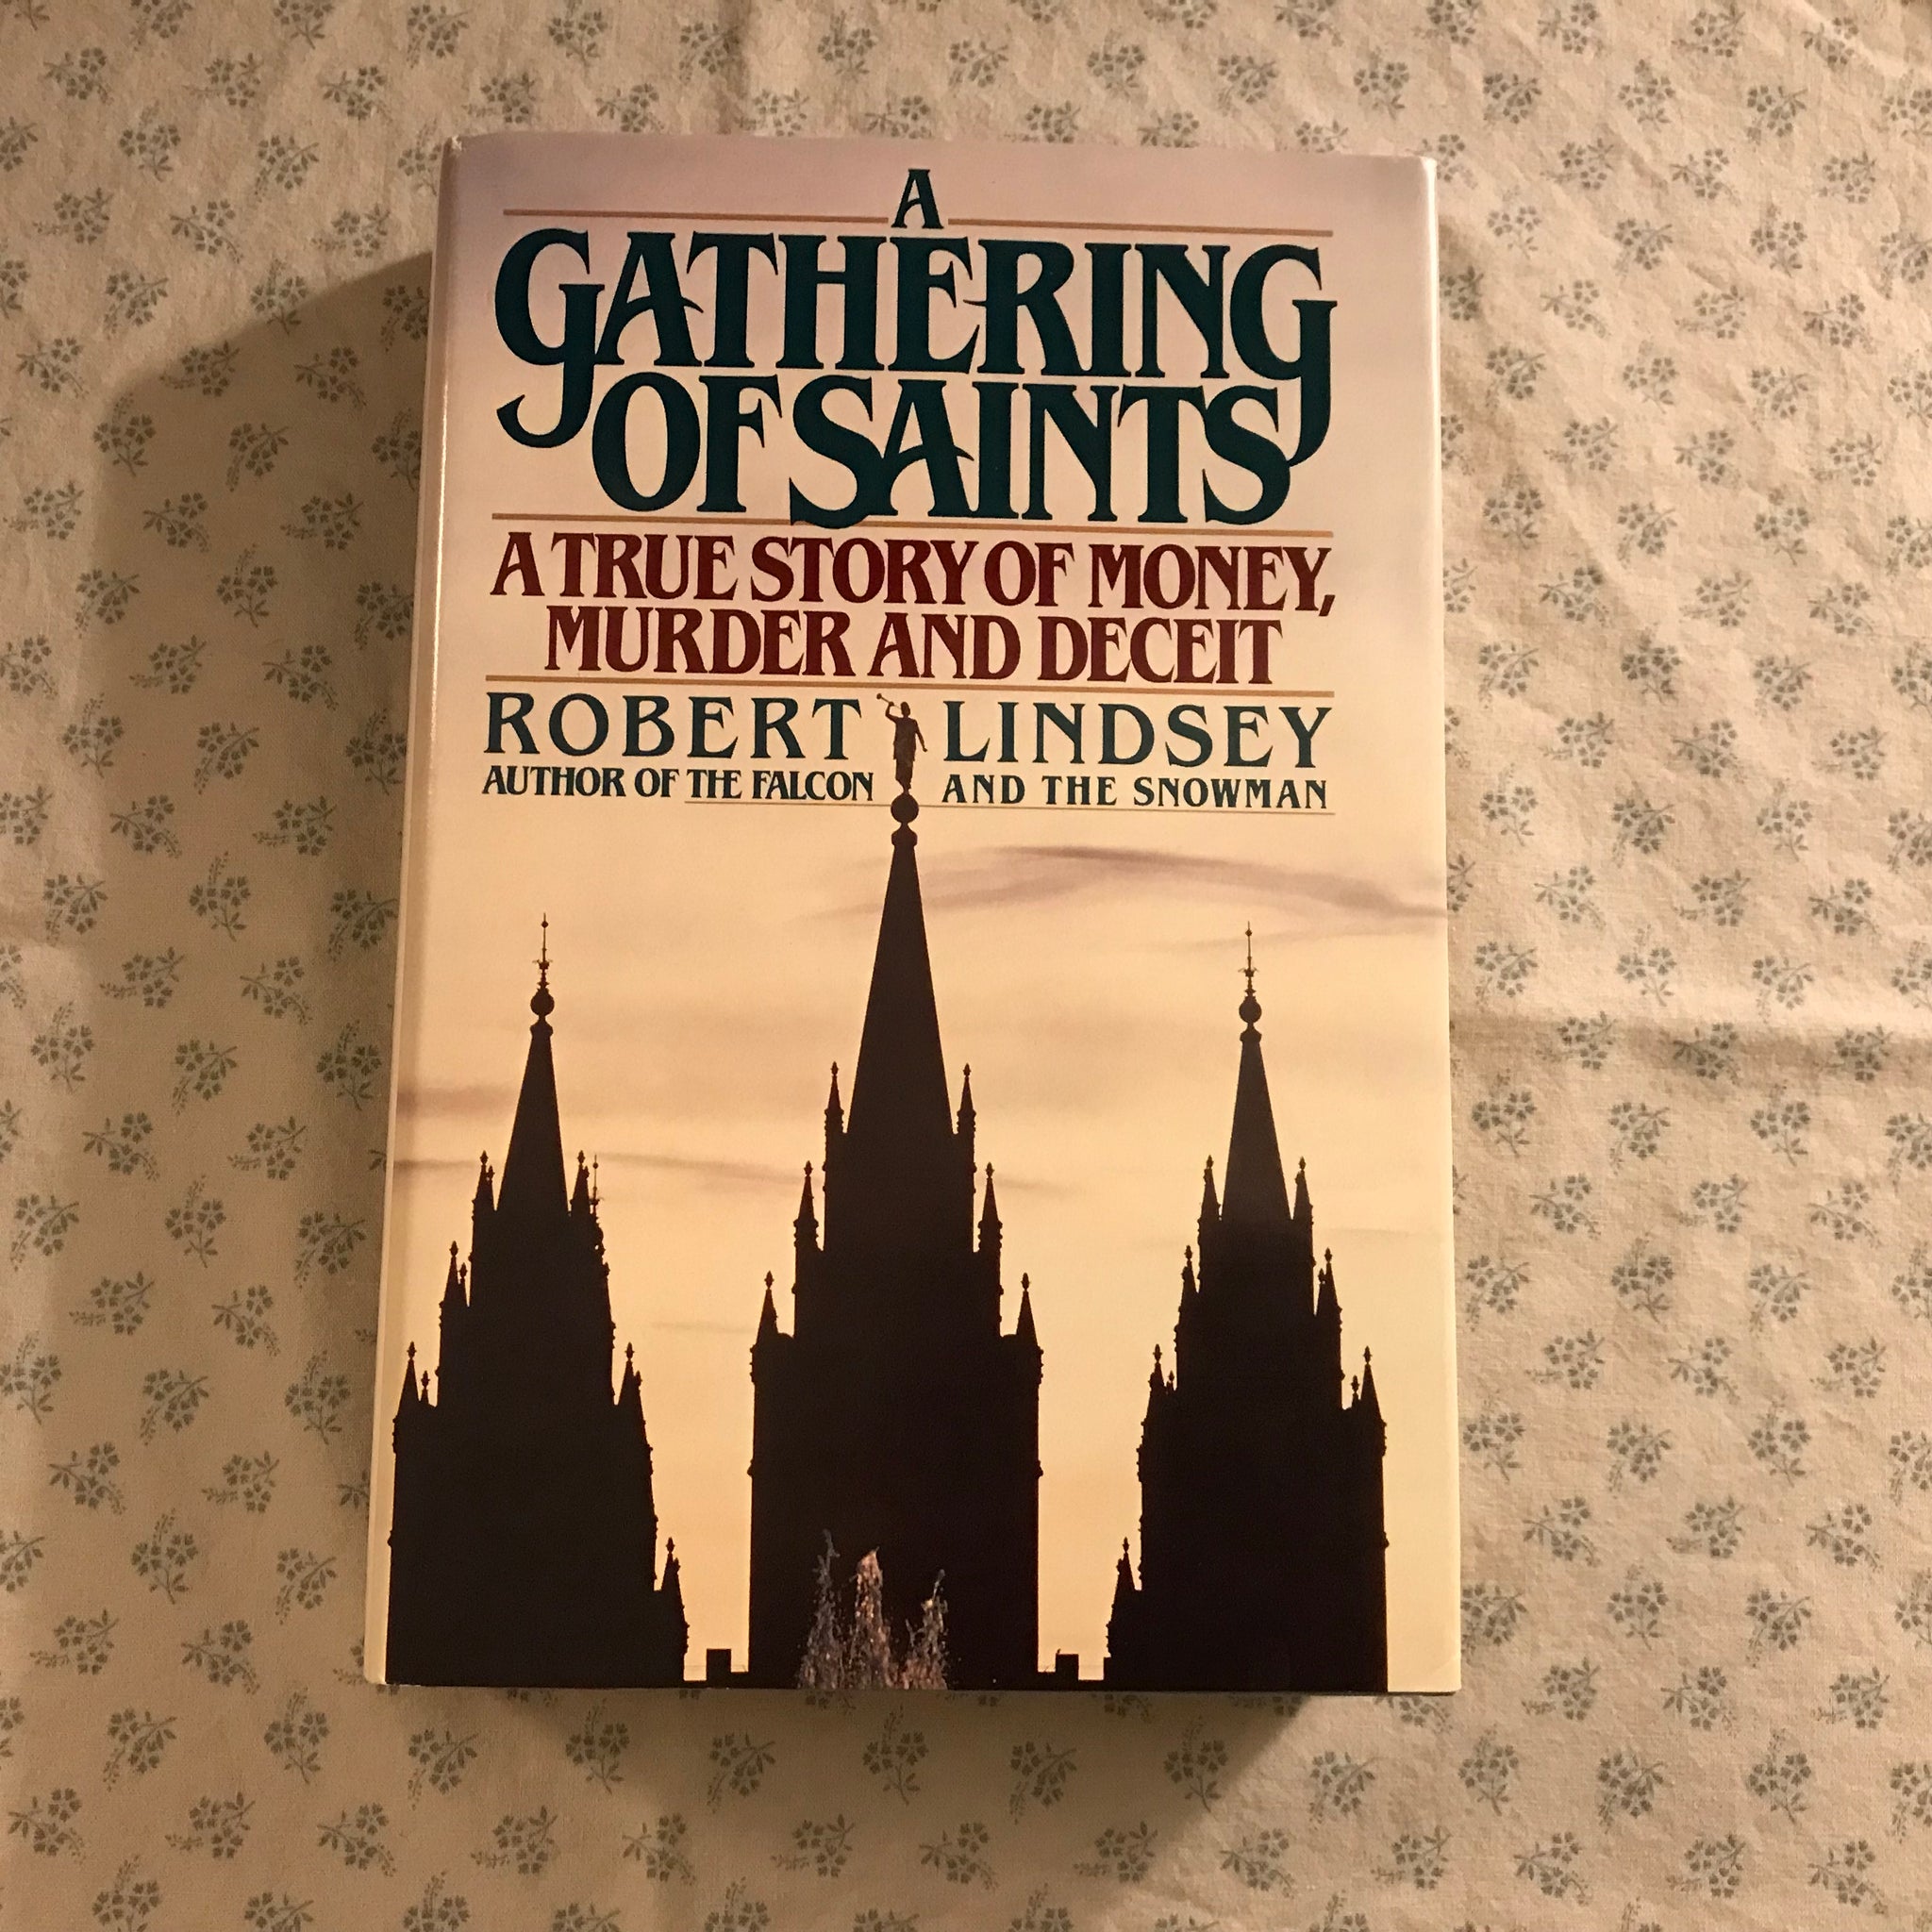 A
GATHERING
OF SAINTS
A TRUE STORY OF MONEY,
MURDER AND DECEIT
ROBERT LINDSEY
AUTHOR OF THE FALCON AND THE SNOWMAN